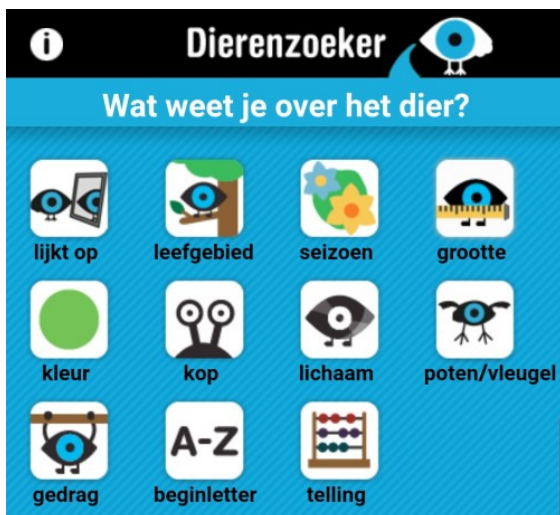 i
Dierenzoeker
Wat weet je over het dier?
lijkt op
leefgebied
seizoen
grootte
kleur
kop
lichaam
poten/vleugel
A-Z
gedrag
beginletter
telling